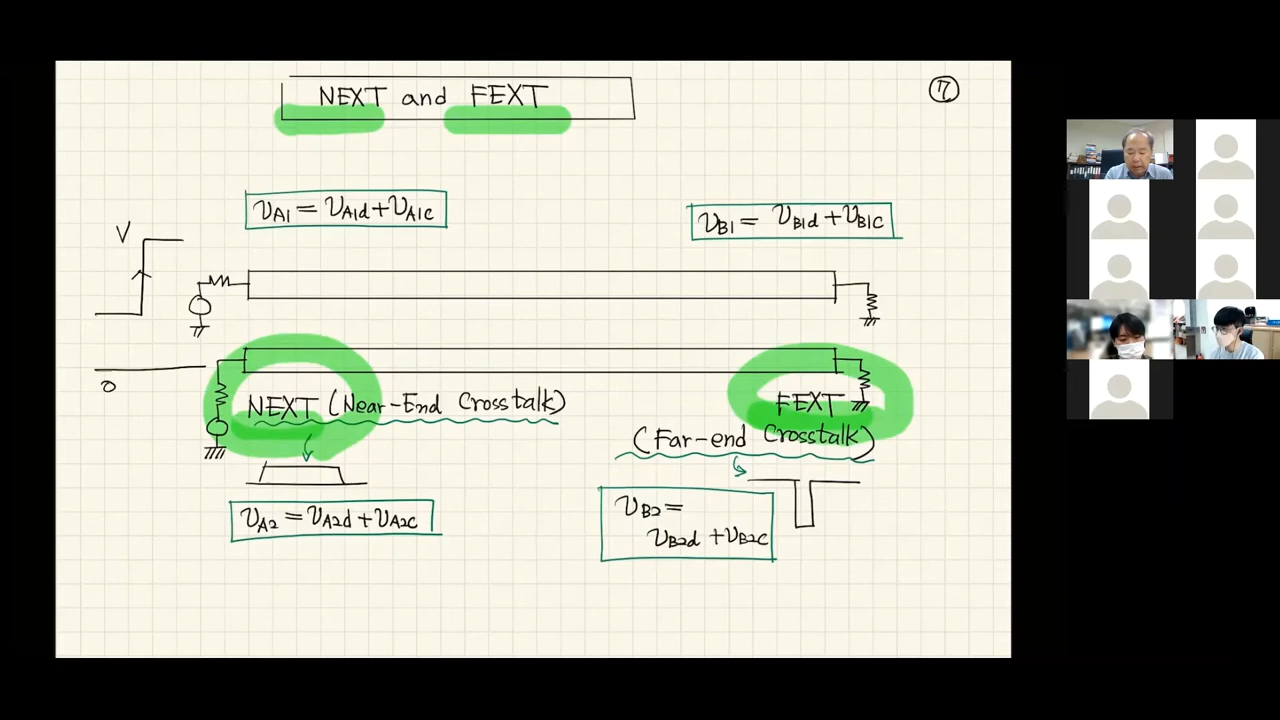 NEXT and FEXT
⑰
VA1 = VA1d + VA1c
VB1 = VB1d + VB1c
V
0
NEXT (Near-End Crosstalk)
FEXT
(Far-end Crosstalk)
VA2 = VA2d + VA2c
VB2 =
VB2d + VB2c